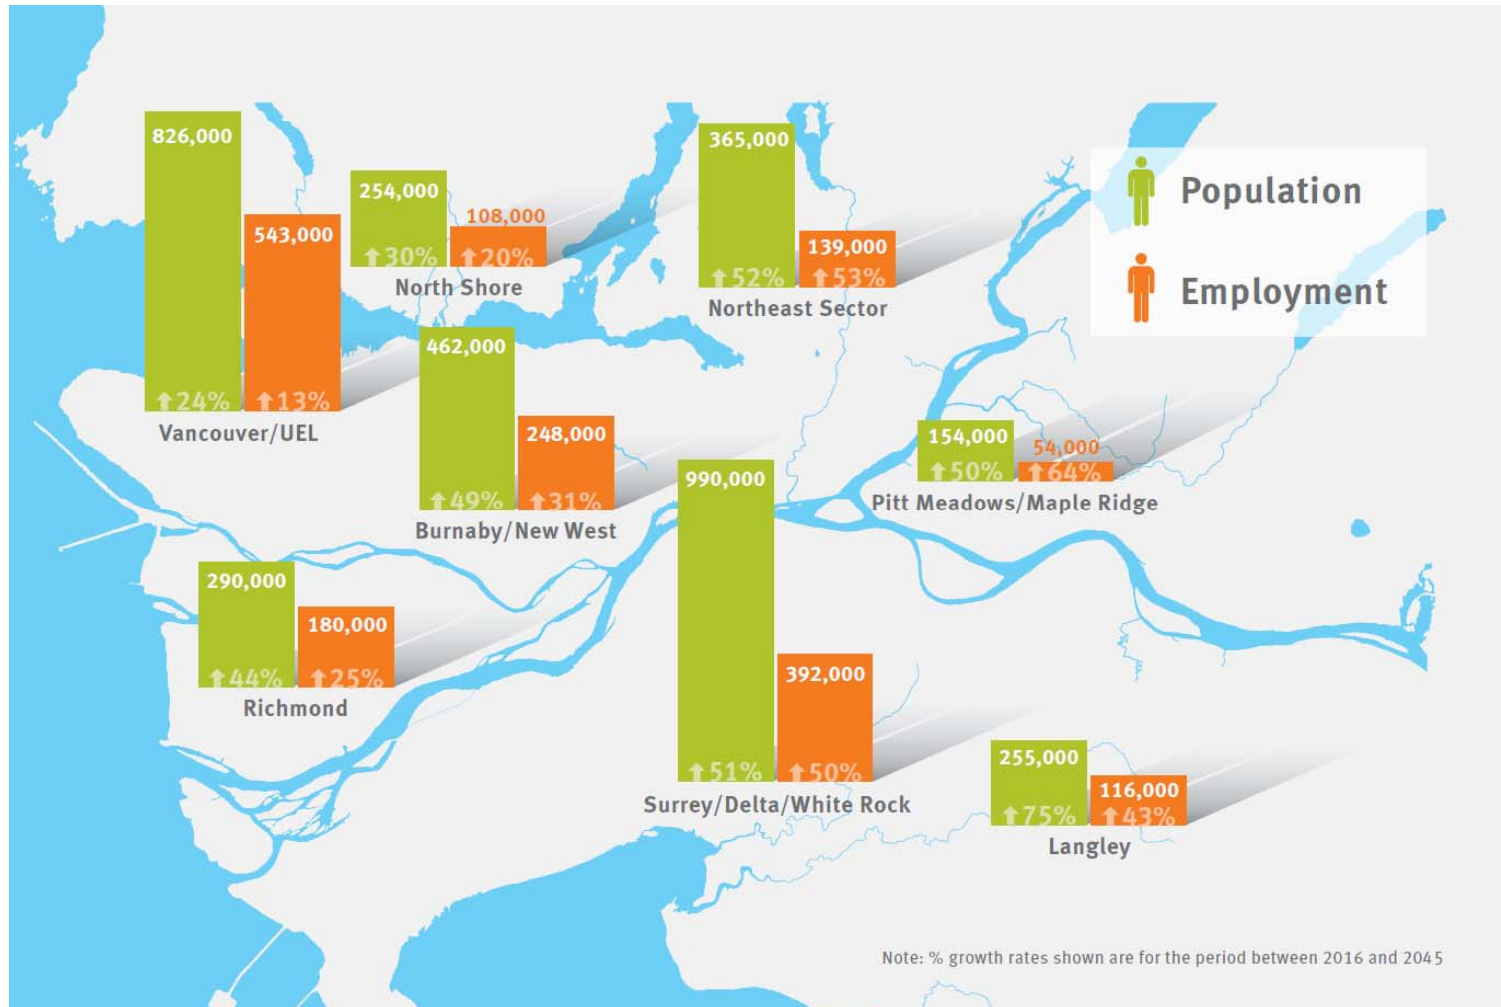 826,000
543,000
↑24%
↑13%
Vancouver/UEL
254,000
108,000
↑30%
↑20%
North Shore
365,000
139,000
↑52%
↑53%
Northeast Sector
Population
Employment
462,000
248,000
↑49%
↑31%
Burnaby/New West
154,000
54,000
↑50%
↑64%
Pitt Meadows/Maple Ridge
290,000
180,000
↑44%
↑25%
Richmond
990,000
392,000
↑51%
↑50%
Surrey/Delta/White Rock
255,000
116,000
↑75%
↑43%
Langley
Note: % growth rates shown are for the period between 2016 and 2045